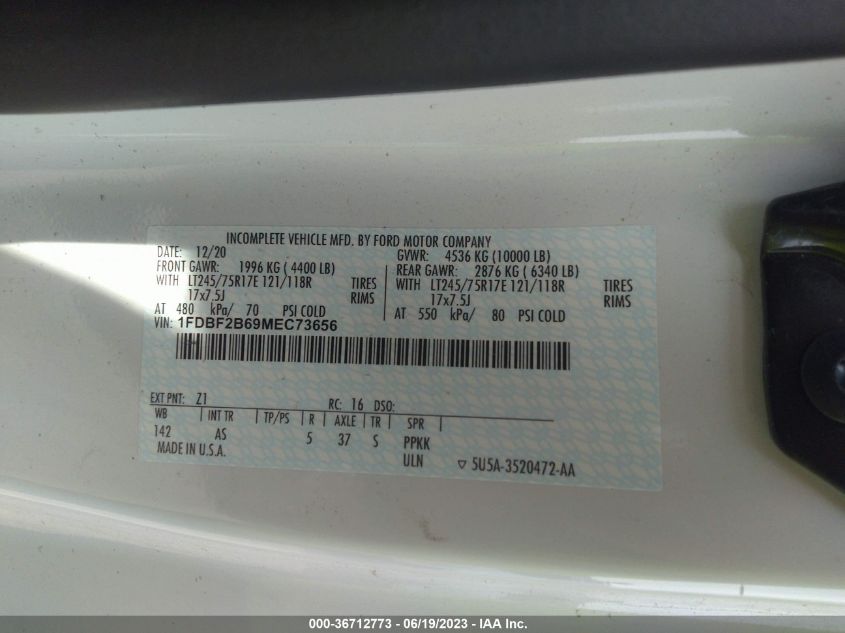 INCOMPLETE VEHICLE MFD. BY FORD MOTOR COMPANY
DATE: 12/20 GVWR: 4536 KG (10000 LB)
FRONT GAWR: 1996 KG ( 4400 LB) REAR GAWR: 2876 KG ( 6340 LB)
WITH LT245/75R17E 121/118R TIRES WITH LT245/75R17E 121/118R TIRES
17x7.5J RIMS 17x7.5J RIMS
AT 480 kPa/ 70 PSI COLD AT 550 kPa/ 80 PSI COLD
VIN: 1FDBF2B69MEC73656
EXT PNT: Z1 RC: 16 DSO:
WB INT TR TP/PS R AXLE TR SPR
142 AS 5 37 S PPKK
MADE IN U.S.A. ULN 5U5A-3520472-AA
000-36712773 - 06/19/2023 - IAA Inc.